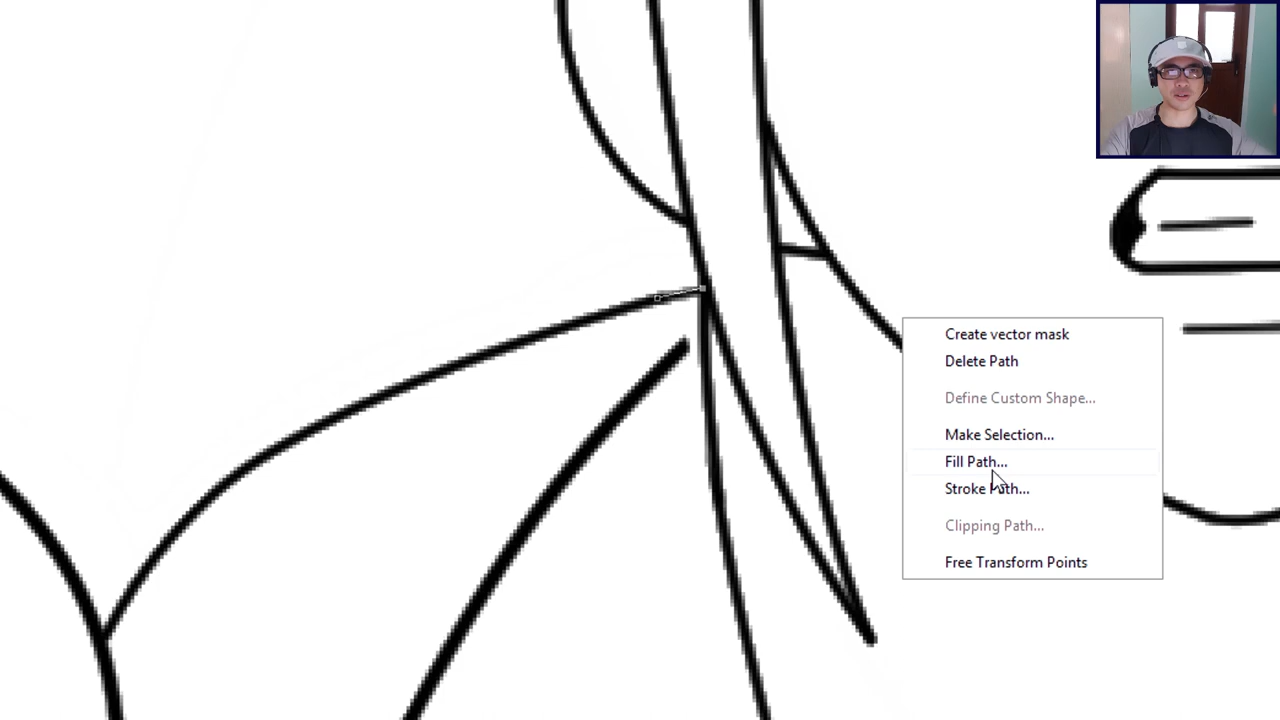 Create vector mask
Delete Path
Define Custom Shape...
Make Selection...
Fill Path...
Stroke Path...
Clipping Path...
Free Transform Points